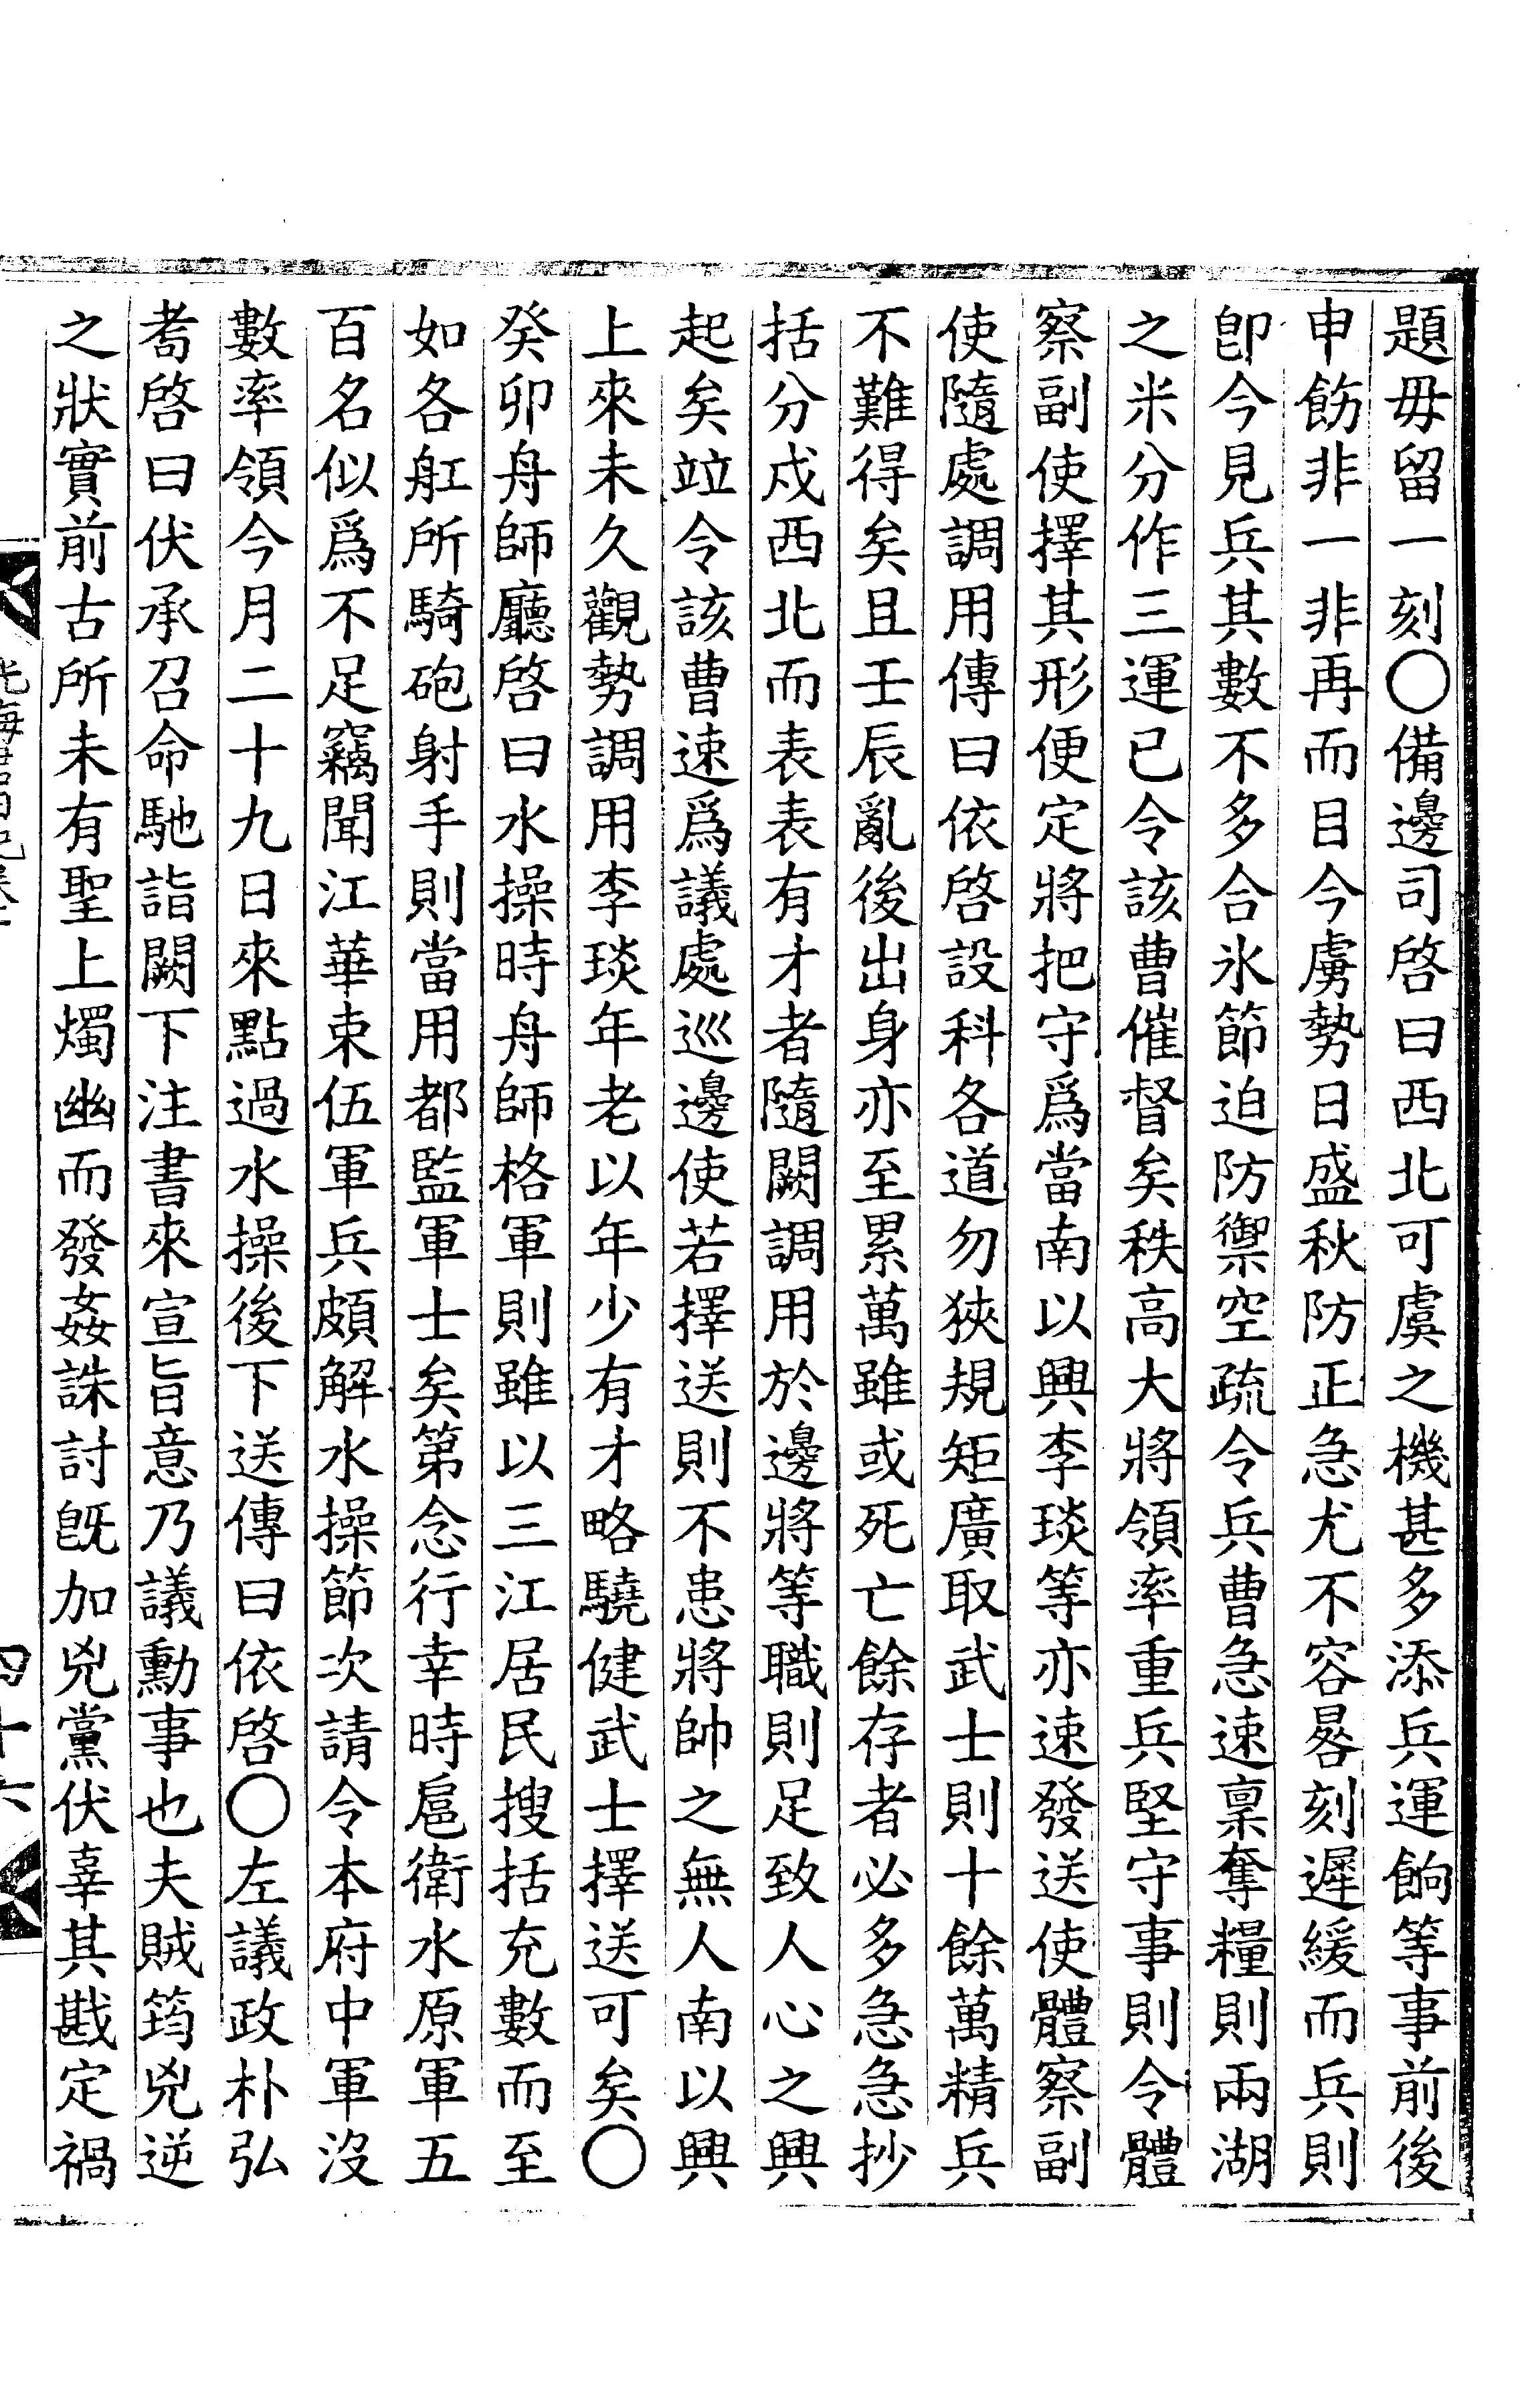 題毋留一刻○備邊司啓曰西北可虞之機甚多添兵運餉等事前後
申飭非一非再而目今虜勢日盛秋防正急尤不容晷刻遲緩而兵則
卽今見兵其數不多合氷節迫防禦空疏令兵曹急速稟奪糧則兩湖
之米分作三運已令該曹催督矣秩高大將領率重兵堅守事則令體
察副使擇其形便定將把守爲當南以興李琰等亦速發送使體察副
使隨處調用傳曰依啓設科各道勿狹規矩廣取武士則十餘萬精兵
不難得矣且壬辰亂後出身亦至累萬雖或死亡餘存者必多急急抄
括分戍西北而表表有才者隨闕調用於邊將等職則足致人心之興
起矣竝令該曹速爲議處巡邊使若擇送則不患將帥之無人南以興
上來未久觀勢調用李琰年老以年少有才略驍健武士擇送可矣○
癸卯舟師廳啓曰水操時舟師格軍則雖以三江居民搜括充數而至
如各舡所騎砲射手則當用都監軍士矣第念行幸時扈衛水原軍五
百名似爲不足竊聞江華束伍軍兵頗解水操節次請令本府中軍沒
數率領今月二十九日來點過水操後下送傳曰依啓○左議政朴弘
耉啓曰伏承召命馳詣闕下注書來宣旨意乃議勳事也夫賊筠兇逆
之狀實前古所未有聖上燭幽而發姦誅討旣加兇黨伏辜其戡定禍
四十六